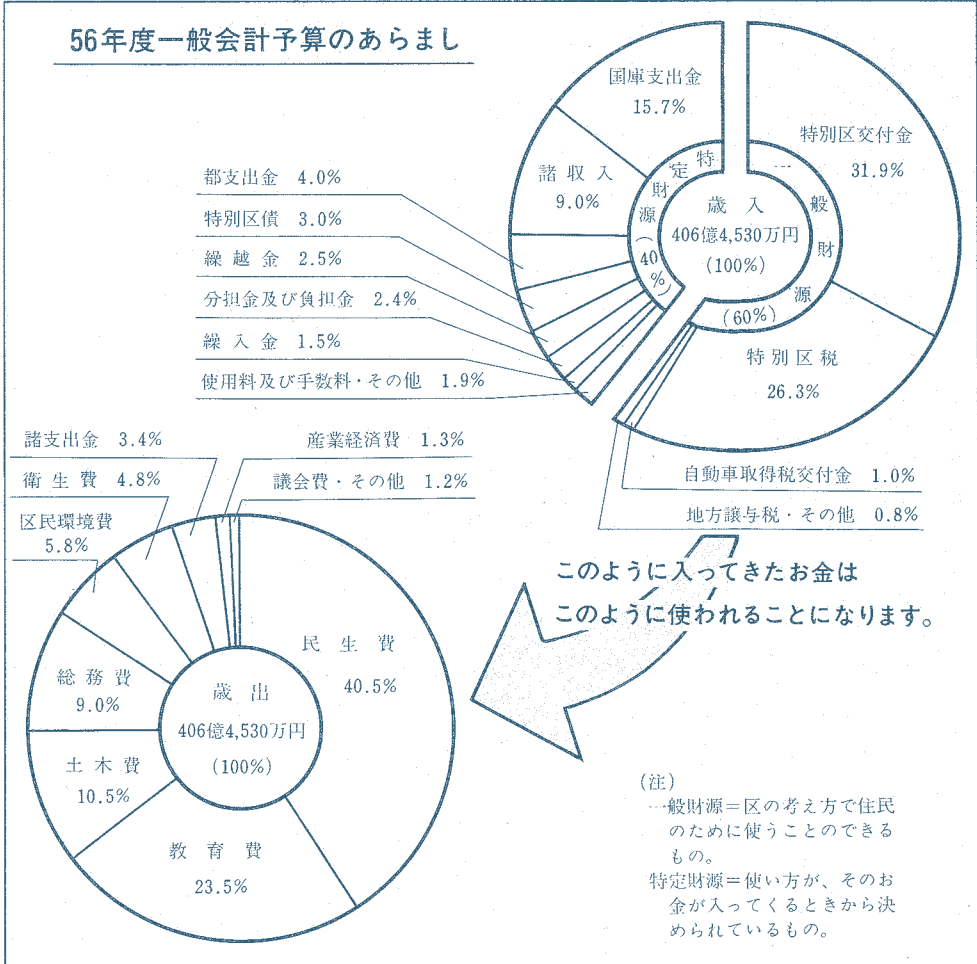 56年度一般会計予算のあらまし
国庫支出金
15.7%
特別区交付金
31.9%
諸収入
9.0%
特定財源(40%)
一般財源(60%)
歳入
406億4,530万円
(100%)
都支出金 4.0%
特別区債 3.0%
繰越金 2.5%
分担金及び負担金 2.4%
繰入金 1.5%
使用料及び手数料・その他 1.9%
特別区税
26.3%
自動車取得税交付金 1.0%
地方譲与税・その他 0.8%
諸支出金 3.4%
産業経済費 1.3%
衛生費 4.8%
議会費・その他 1.2%
区民環境費
5.8%
このように入ってきたお金は
このように使われることになります。
民生費
40.5%
総務費
9.0%
歳出
406億4,530万円
(100%)
土木費
10.5%
教育費
23.5%
(注)
一般財源=区の考え方で住民
のために使うことのできる
もの。
特定財源=使い方が、そのお
金が入ってくるときから決
められているもの。